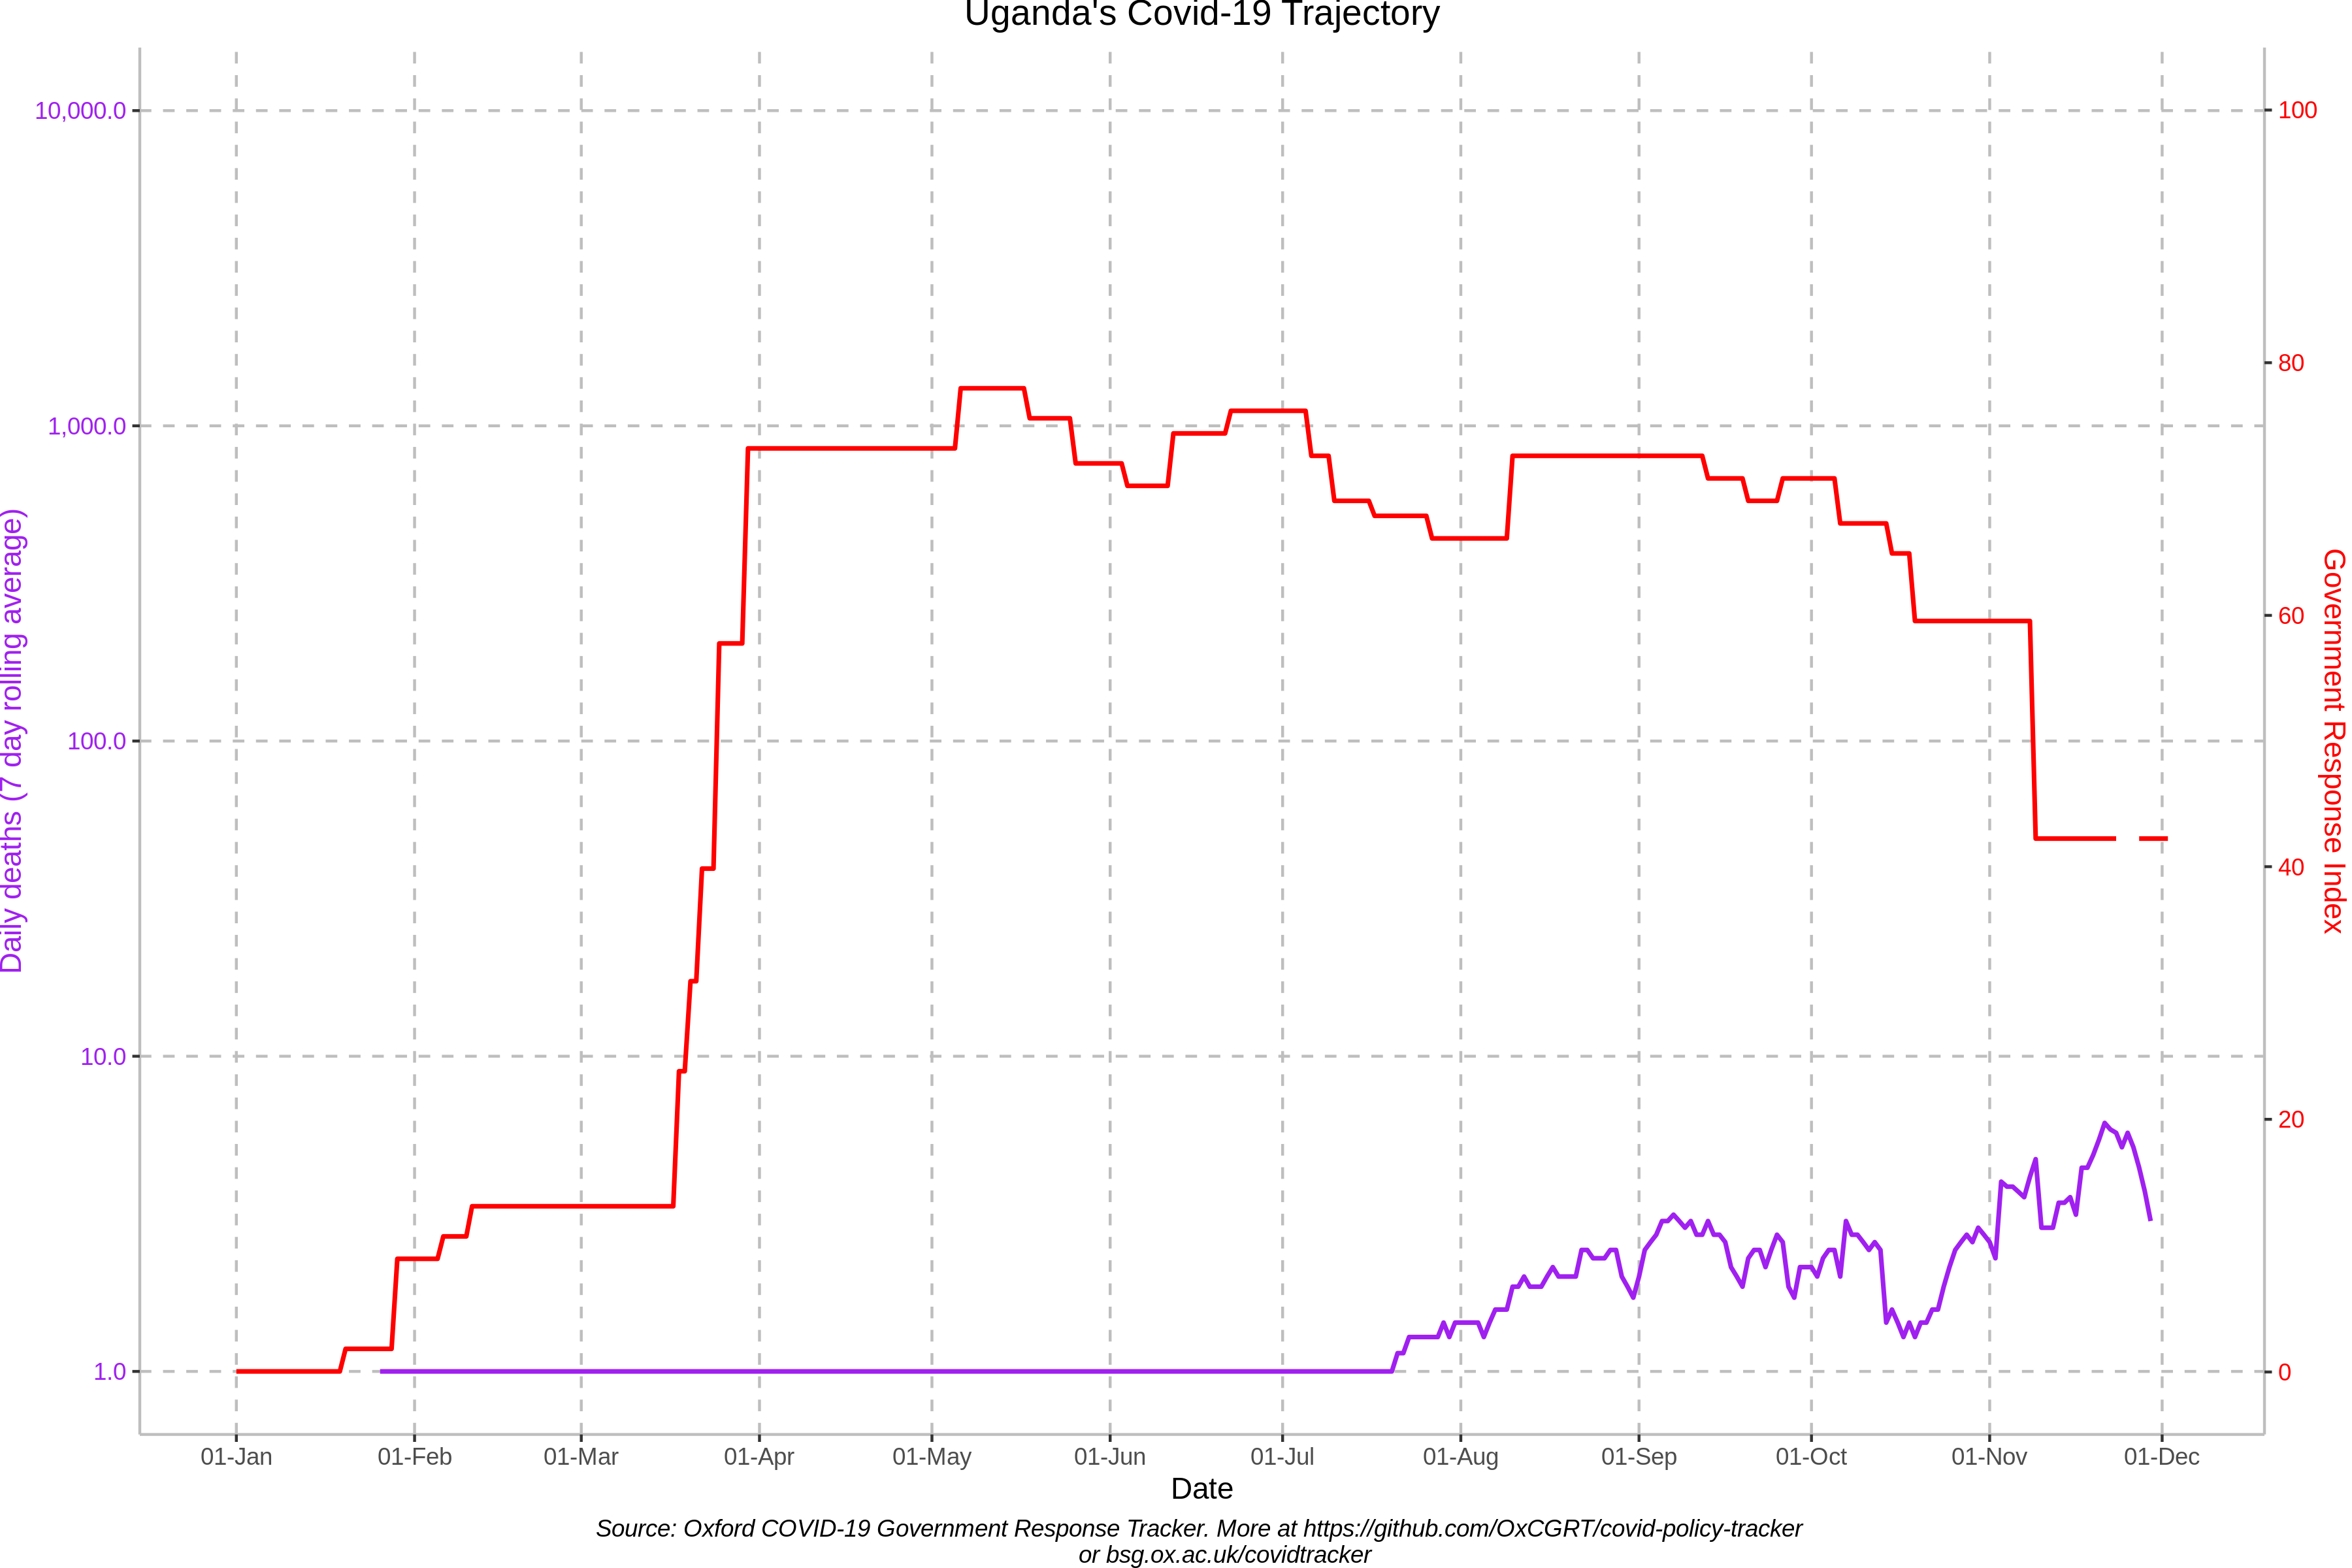 Uganda's Covid-19 Trajectory
10,000.0
1,000.0
100.0
10.0
1.0
Daily deaths (7 day rolling average)
100
80
60
40
20
0
Government Response Index
01-Jan 01-Feb 01-Mar 01-Apr 01-May 01-Jun 01-Jul 01-Aug 01-Sep 01-Oct 01-Nov 01-Dec
Date
Source: Oxford COVID-19 Government Response Tracker. More at https://github.com/OxCGRT/covid-policy-tracker
or bsg.ox.ac.uk/covidtracker